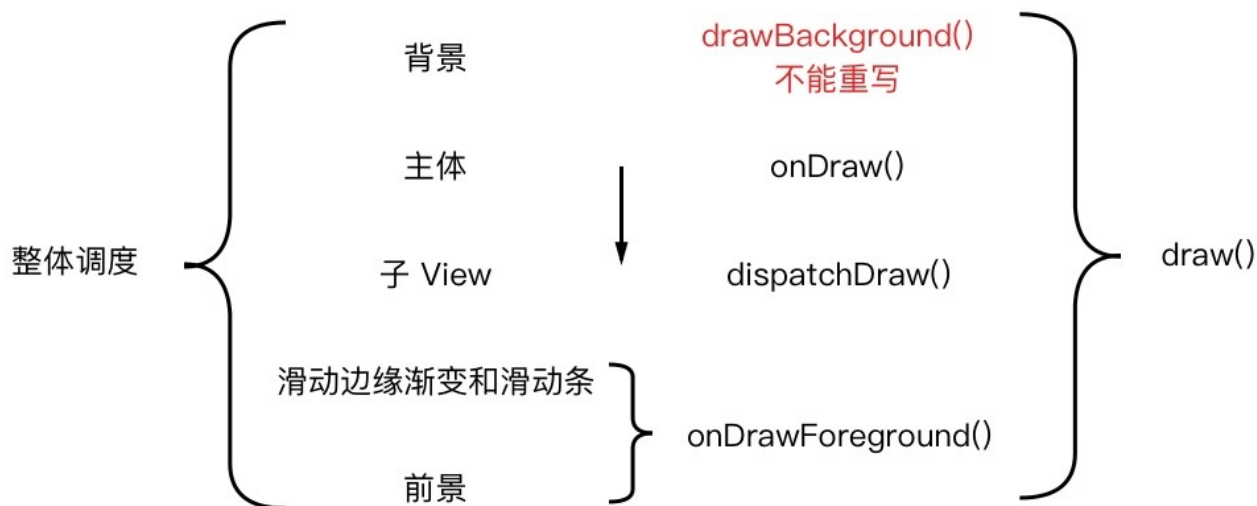 背景
drawBackground()
不能重写
主体
onDraw()
整体调度
子 View
dispatchDraw()
draw()
滑动边缘渐变和滑动条
onDrawForeground()
前景